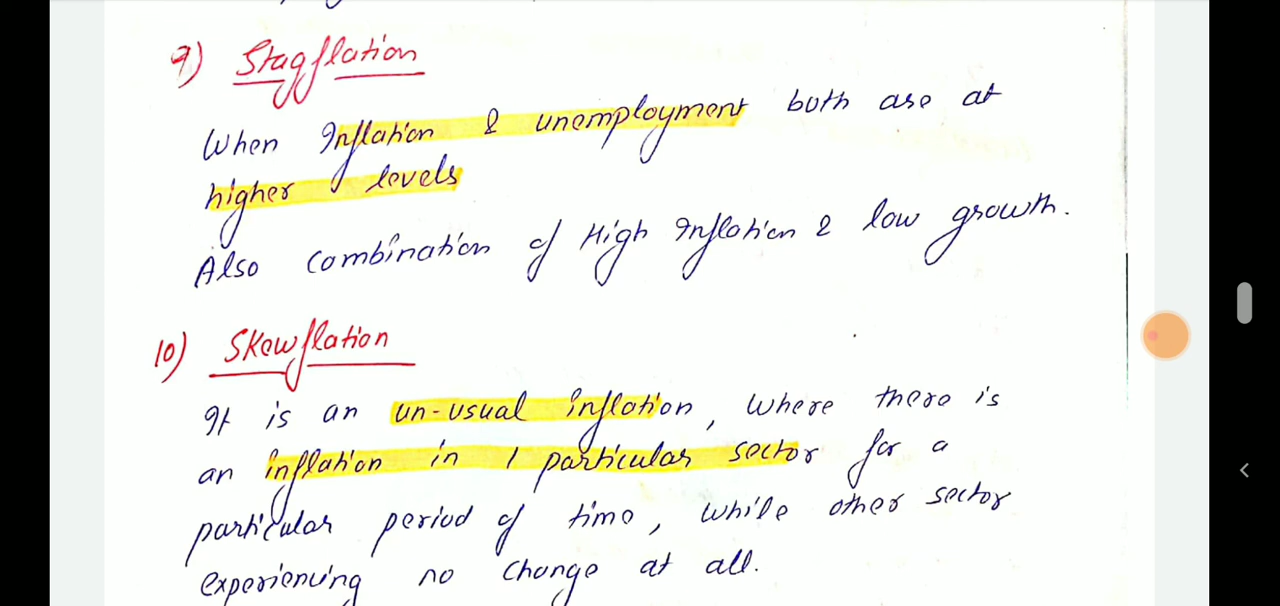 9) Stagflation
When Inflation & unemployment both are at
higher levels
Also combination of High Inflation & low growth.
10) Skewflation
It is an un-usual inflation, where there is
an inflation in 1 particular sector for a
particular period of time, while other sector
experiencing no change at all.